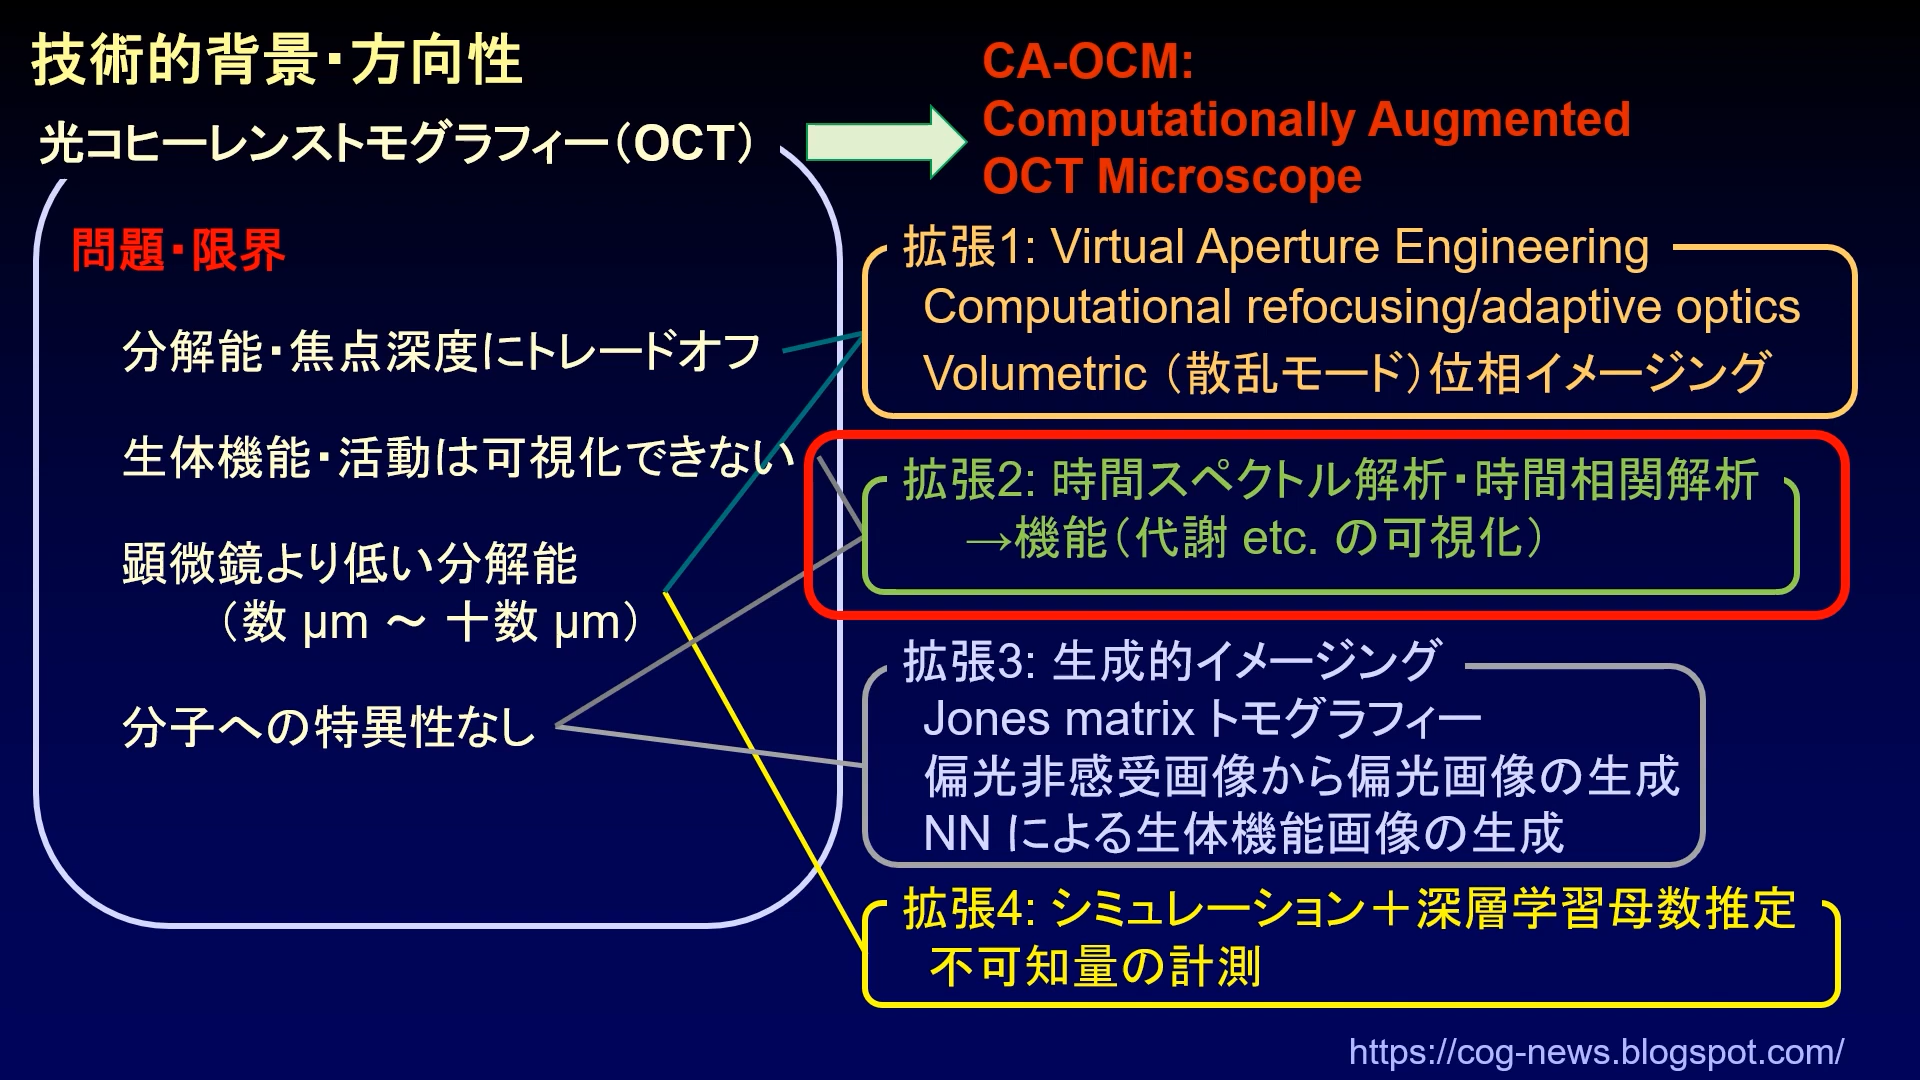 技術的背景・方向性
光コヒーレンストモグラフィー（OCT）
問題・限界
分解能・焦点深度にトレードオフ
生体機能・活動は可視化できない
顕微鏡より低い分解能
（数 µm ～ 十数 µm）
分子への特異性なし
CA-OCM:
Computationally Augmented
OCT Microscope
拡張1: Virtual Aperture Engineering
Computational refocusing/adaptive optics
Volumetric （散乱モード）位相イメージング
拡張2: 時間スペクトル解析・時間相関解析
→機能（代謝 etc. の可視化）
拡張3: 生成的イメージング
Jones matrix トモグラフィー
偏光非感受画像から偏光画像の生成
NN による生体機能画像の生成
拡張4: シミュレーション＋深層学習母数推定
不可知量の計測
https://cog-news.blogspot.com/